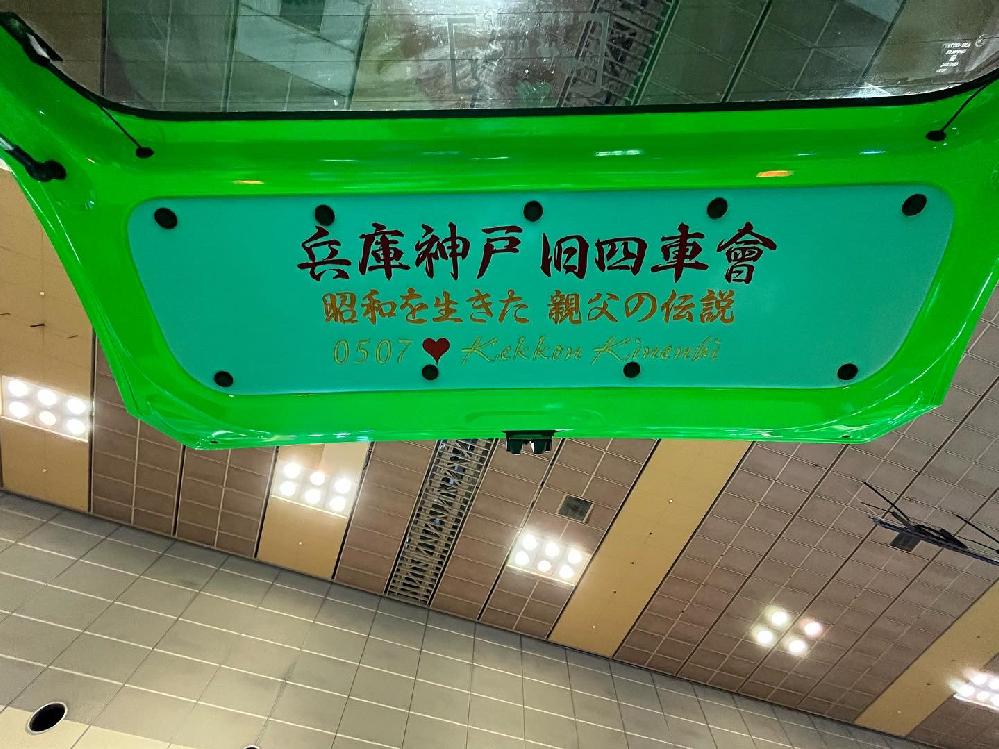 兵庫神戸 旧四車會
昭和を生きた 親父の伝説
0507♥Kekkon Kinenbi